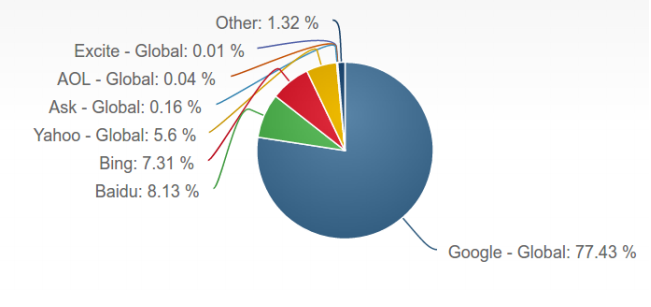 Other: 1.32 %
Excite - Global: 0.01 %
AOL - Global: 0.04 %
Ask - Global: 0.16 %
Yahoo - Global: 5.6 %
Bing: 7.31 %
Baidu: 8.13 %
Google - Global: 77.43 %